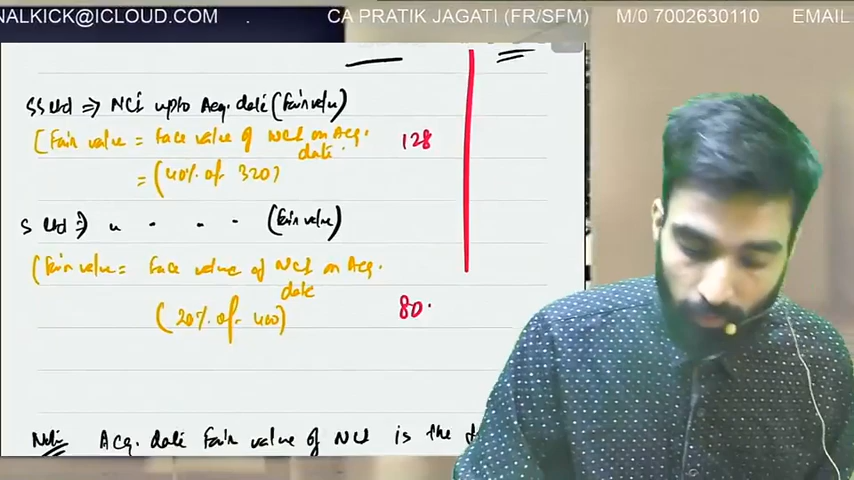 NALKICK@ICLOUD.COM . CA PRATIK JAGATI (FR/SFM) M/0 7002630110 EMAIL
SS Ltd ⇒ NCI upto Acq. date (Fair value)
[Fair value = Face value of NCI on Acq. date. 128
= (40% of 320)
S Ltd ⇒) " . . - (Fair value)
(Fair value = Face value of NCI on Acq. date
(20% of 400) 80.
Note Acq. date Fair value of NCI is the